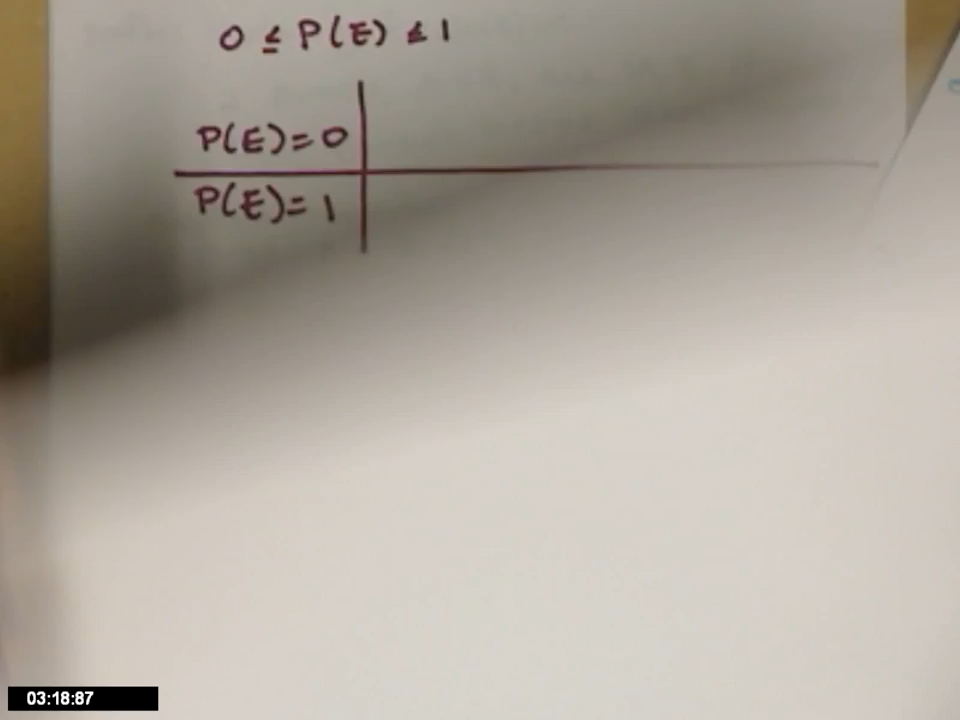 0 ≤ P(E) ≤ 1
P(E)= 0
P(E)= 1
03:18:87